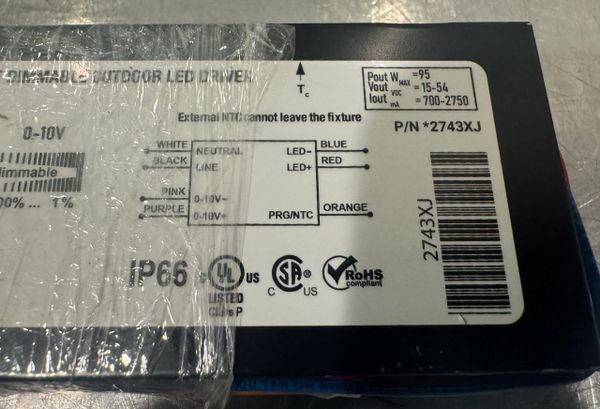 DIMMABLE OUTDOOR LED DRIVER
Tc
Pout W MAX =95
Vout VDC =15-54
Iout mA =700-2750
External NTC cannot leave the fixture
P/N *2743XJ
0-10V
dimmable
00% ... 1%
WHITE NEUTRAL LED- BLUE
BLACK LINE LED+ RED
PINK 0-10V-
PURPLE 0-10V+ PRG/NTC ORANGE
2743XJ
IP66 c UL US LISTED
CSA ® C US
RoHS compliant